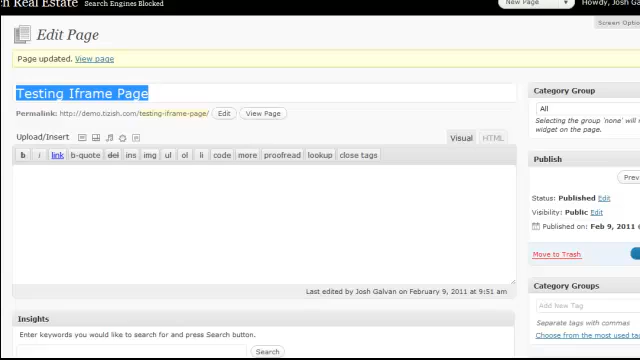 ch Real Estate Search Engines Blocked New Page ▼ Howdy, Josh Galv
Screen Optio
Edit Page
Page updated. View page
Testing Iframe Page
Permalink: http://demo.tizish.com/testing-iframe-page/ Edit View Page
Upload/Insert Visual HTML
b i link b-quote del ins img ul ol li code more proofread lookup close tags
Last edited by Josh Galvan on February 9, 2011 at 9:51 am
Insights
Enter keywords you would like to search for and press Search button.
Search
Category Group
All
Selecting the group 'none' will
widget on the page.
Publish
Prev
Status: Published Edit
Visibility: Public Edit
Published on: Feb 9, 2011 @
Move to Trash
Category Groups
Add New Tag
Separate tags with commas
Choose from the most used ta